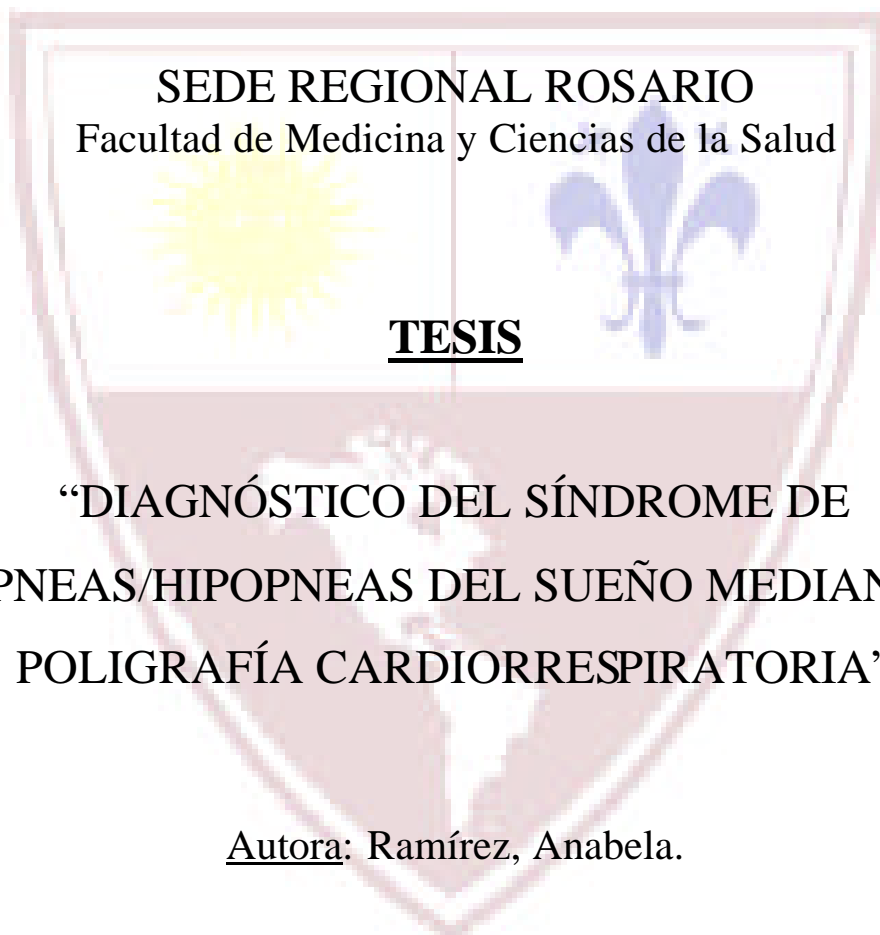 SEDE REGIONAL ROSARIO
Facultad de Medicina y Ciencias de la Salud
TESIS
“DIAGNÓSTICO DEL SÍNDROME DE
PNEAS/HIPOPNEAS DEL SUEÑO MEDIAN
POLIGRAFÍA CARDIORRESPIRATORIA”
Autora: Ramírez, Anabela.